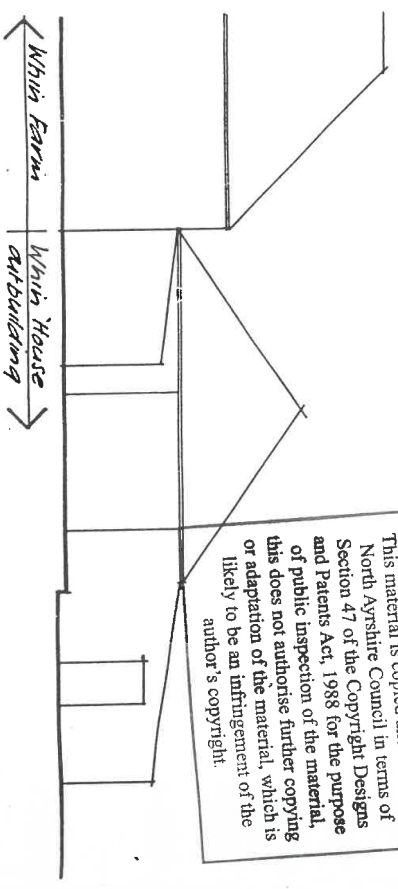 This material is copied
North Ayrshire Council in terms of
Section 47 of the Copyright Designs
and Patents Act, 1988 for the purpose
of public inspection of the material,
this does not authorise further copying
or adaptation of the material, which is
likely to be an infringement of the
author's copyright.
Whin Farm
Whin House
outbuilding